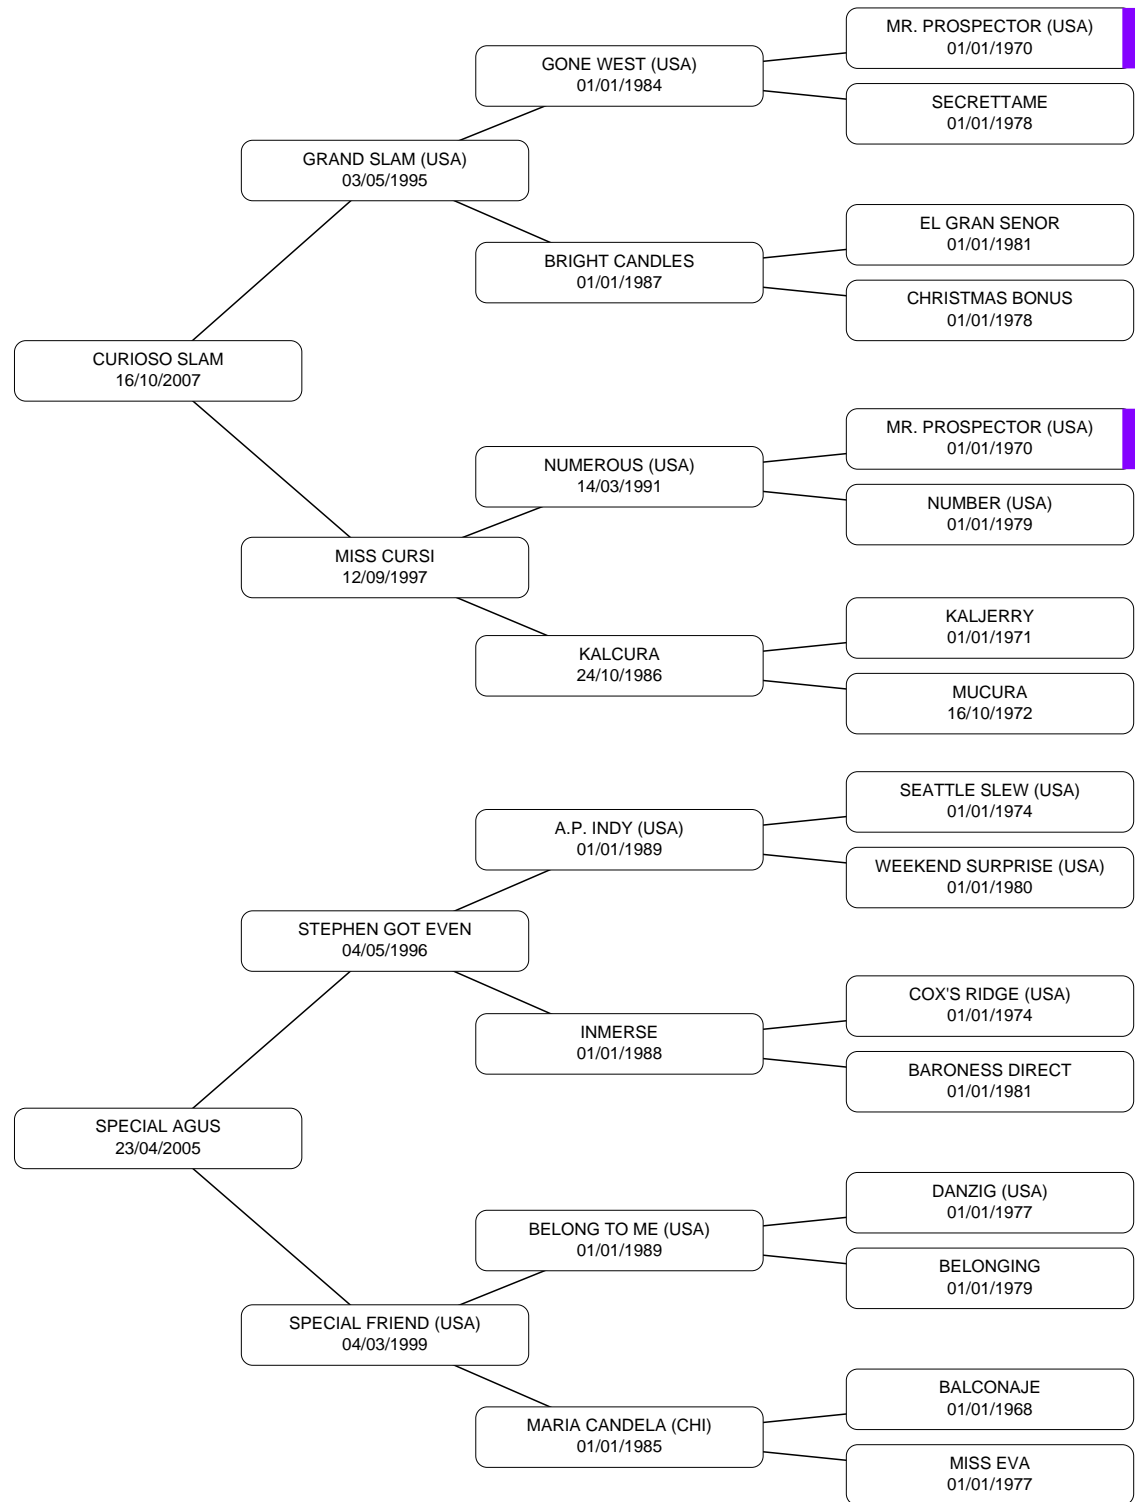 MR. PROSPECTOR (USA)
01/01/1970
GONE WEST (USA)
01/01/1984
SECRETTAME
01/01/1978
GRAND SLAM (USA)
03/05/1995
EL GRAN SENOR
01/01/1981
BRIGHT CANDLES
01/01/1987
CHRISTMAS BONUS
01/01/1978
CURIOSO SLAM
16/10/2007
MR. PROSPECTOR (USA)
01/01/1970
NUMEROUS (USA)
14/03/1991
NUMBER (USA)
01/01/1979
MISS CURSI
12/09/1997
KALJERRY
01/01/1971
KALCURA
24/10/1986
MUCURA
16/10/1972
SEATTLE SLEW (USA)
01/01/1974
A.P. INDY (USA)
01/01/1989
WEEKEND SURPRISE (USA)
01/01/1980
STEPHEN GOT EVEN
04/05/1996
COX'S RIDGE (USA)
01/01/1974
INMERSE
01/01/1988
BARONESS DIRECT
01/01/1981
SPECIAL AGUS
23/04/2005
DANZIG (USA)
01/01/1977
BELONG TO ME (USA)
01/01/1989
BELONGING
01/01/1979
SPECIAL FRIEND (USA)
04/03/1999
BALCONAJE
01/01/1968
MARIA CANDELA (CHI)
01/01/1985
MISS EVA
01/01/1977